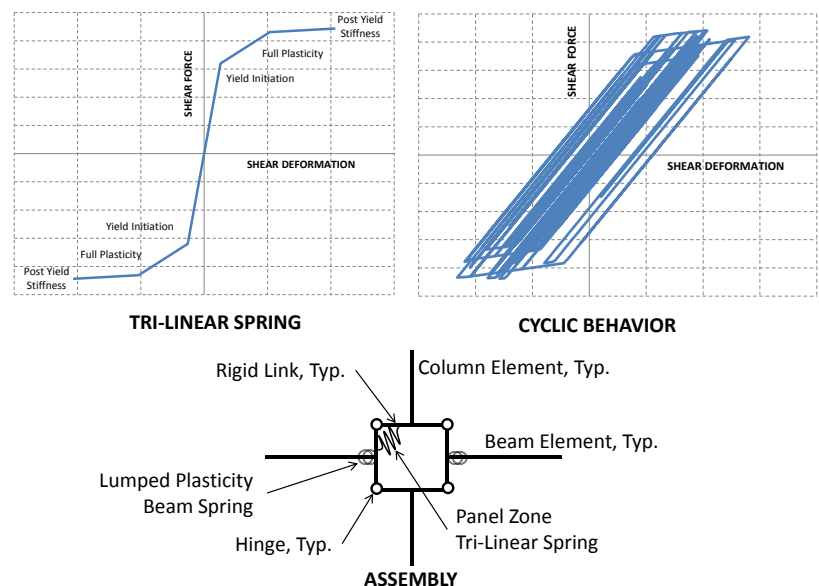 Post Yield
Stiffness
Full Plasticity
Yield Initiation
SHEAR FORCE
SHEAR DEFORMATION
Yield Initiation
Full Plasticity
Post Yield
Stiffness
TRI-LINEAR SPRING
SHEAR FORCE
SHEAR DEFORMATION
CYCLIC BEHAVIOR
Rigid Link, Typ.
Column Element, Typ.
Beam Element, Typ.
Lumped Plasticity
Beam Spring
Hinge, Typ.
Panel Zone
Tri-Linear Spring
ASSEMBLY